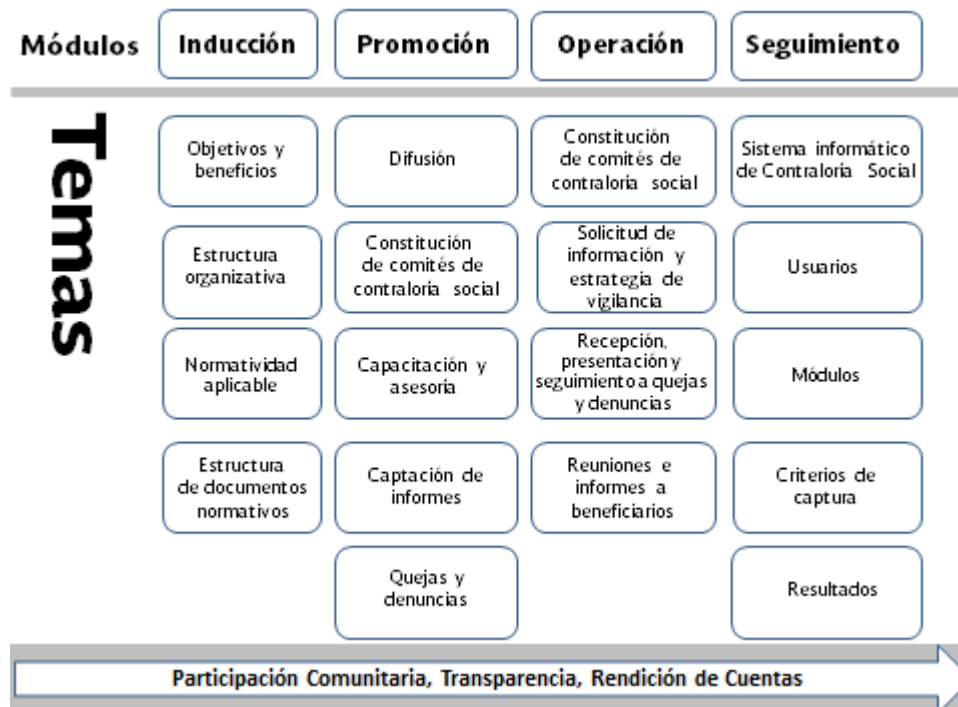 Módulos
Inducción
Promoción
Operación
Seguimiento
Temas
Objetivos y
beneficios
Difusión
Constitución
de comités de
contraloría social
Sistema informático
de Contraloría Social
Estructura
organizativa
Constitución
de comités de
contraloría social
Solicitud de
información y
estrategia de
vigilancia
Usuarios
Normatividad
aplicable
Capacitación y
asesoría
Recepción,
presentación y
seguimiento a quejas
y denuncias
Módulos
Estructura
de documentos
normativos
Captación de
informes
Reuniones e
informes a
beneficiarios
Criterios de
captura
Quejas y
denuncias
Resultados
Participación Comunitaria, Transparencia, Rendición de Cuentas